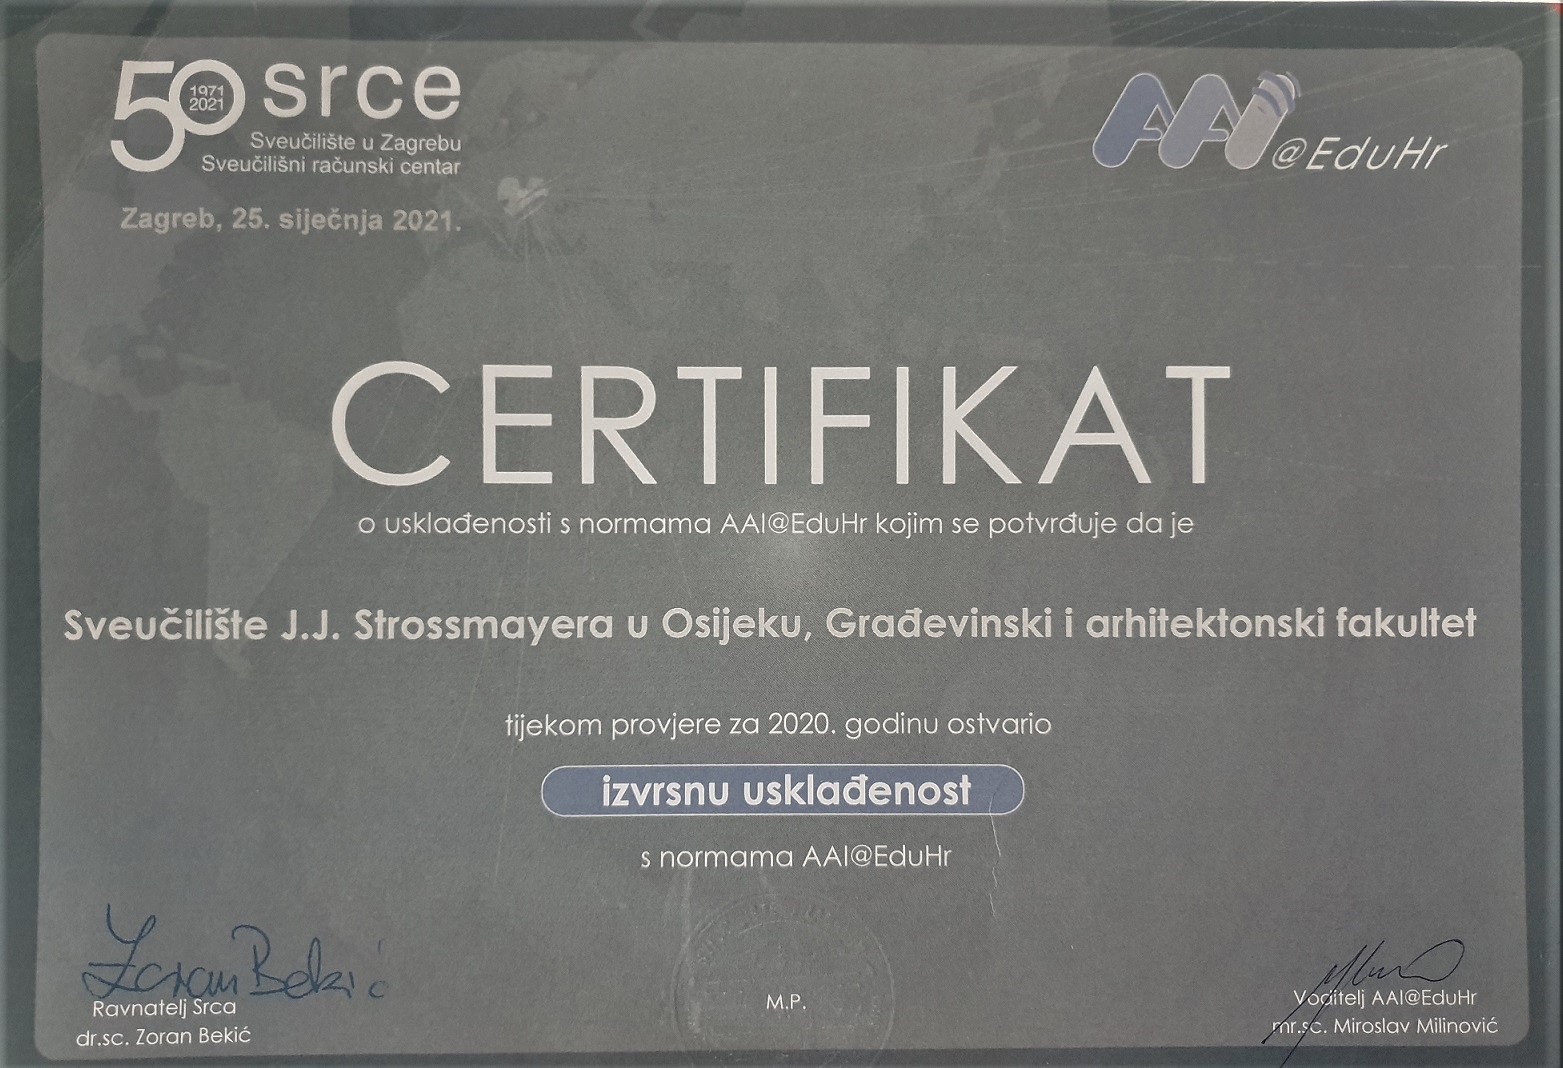 50 1971 2021 srce
Sveučilište u Zagrebu
Sveučilišni računski centar
AAI@EduHr
Zagreb, 25. siječnja 2021.
CERTIFIKAT
o usklađenosti s normama AAI@EduHr kojim se potvrđuje da je
Sveučilište J.J. Strossmayera u Osijeku, Građevinski i arhitektonski fakultet
tijekom provjere za 2020. godinu ostvario
izvrsnu usklađenost
s normama AAI@EduHr
Zoran Bekić
Ravnatelj Srca
dr.sc. Zoran Bekić
M.P.
Voditelj AAI@EduHr
mr.sc. Miroslav Milinović